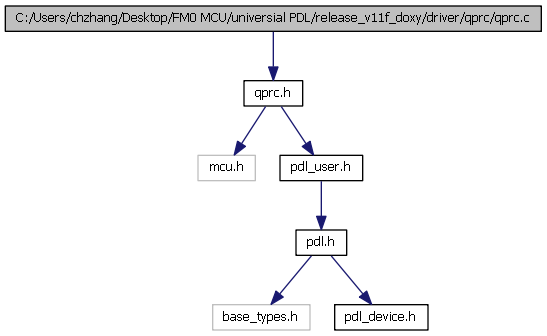 C:/Users/chzhang/Desktop/FM0 MCU/universial PDL/release_v11f_doxy/driver/qprc/qprc.c
qprc.h
mcu.h
pdl_user.h
pdl.h
base_types.h
pdl_device.h